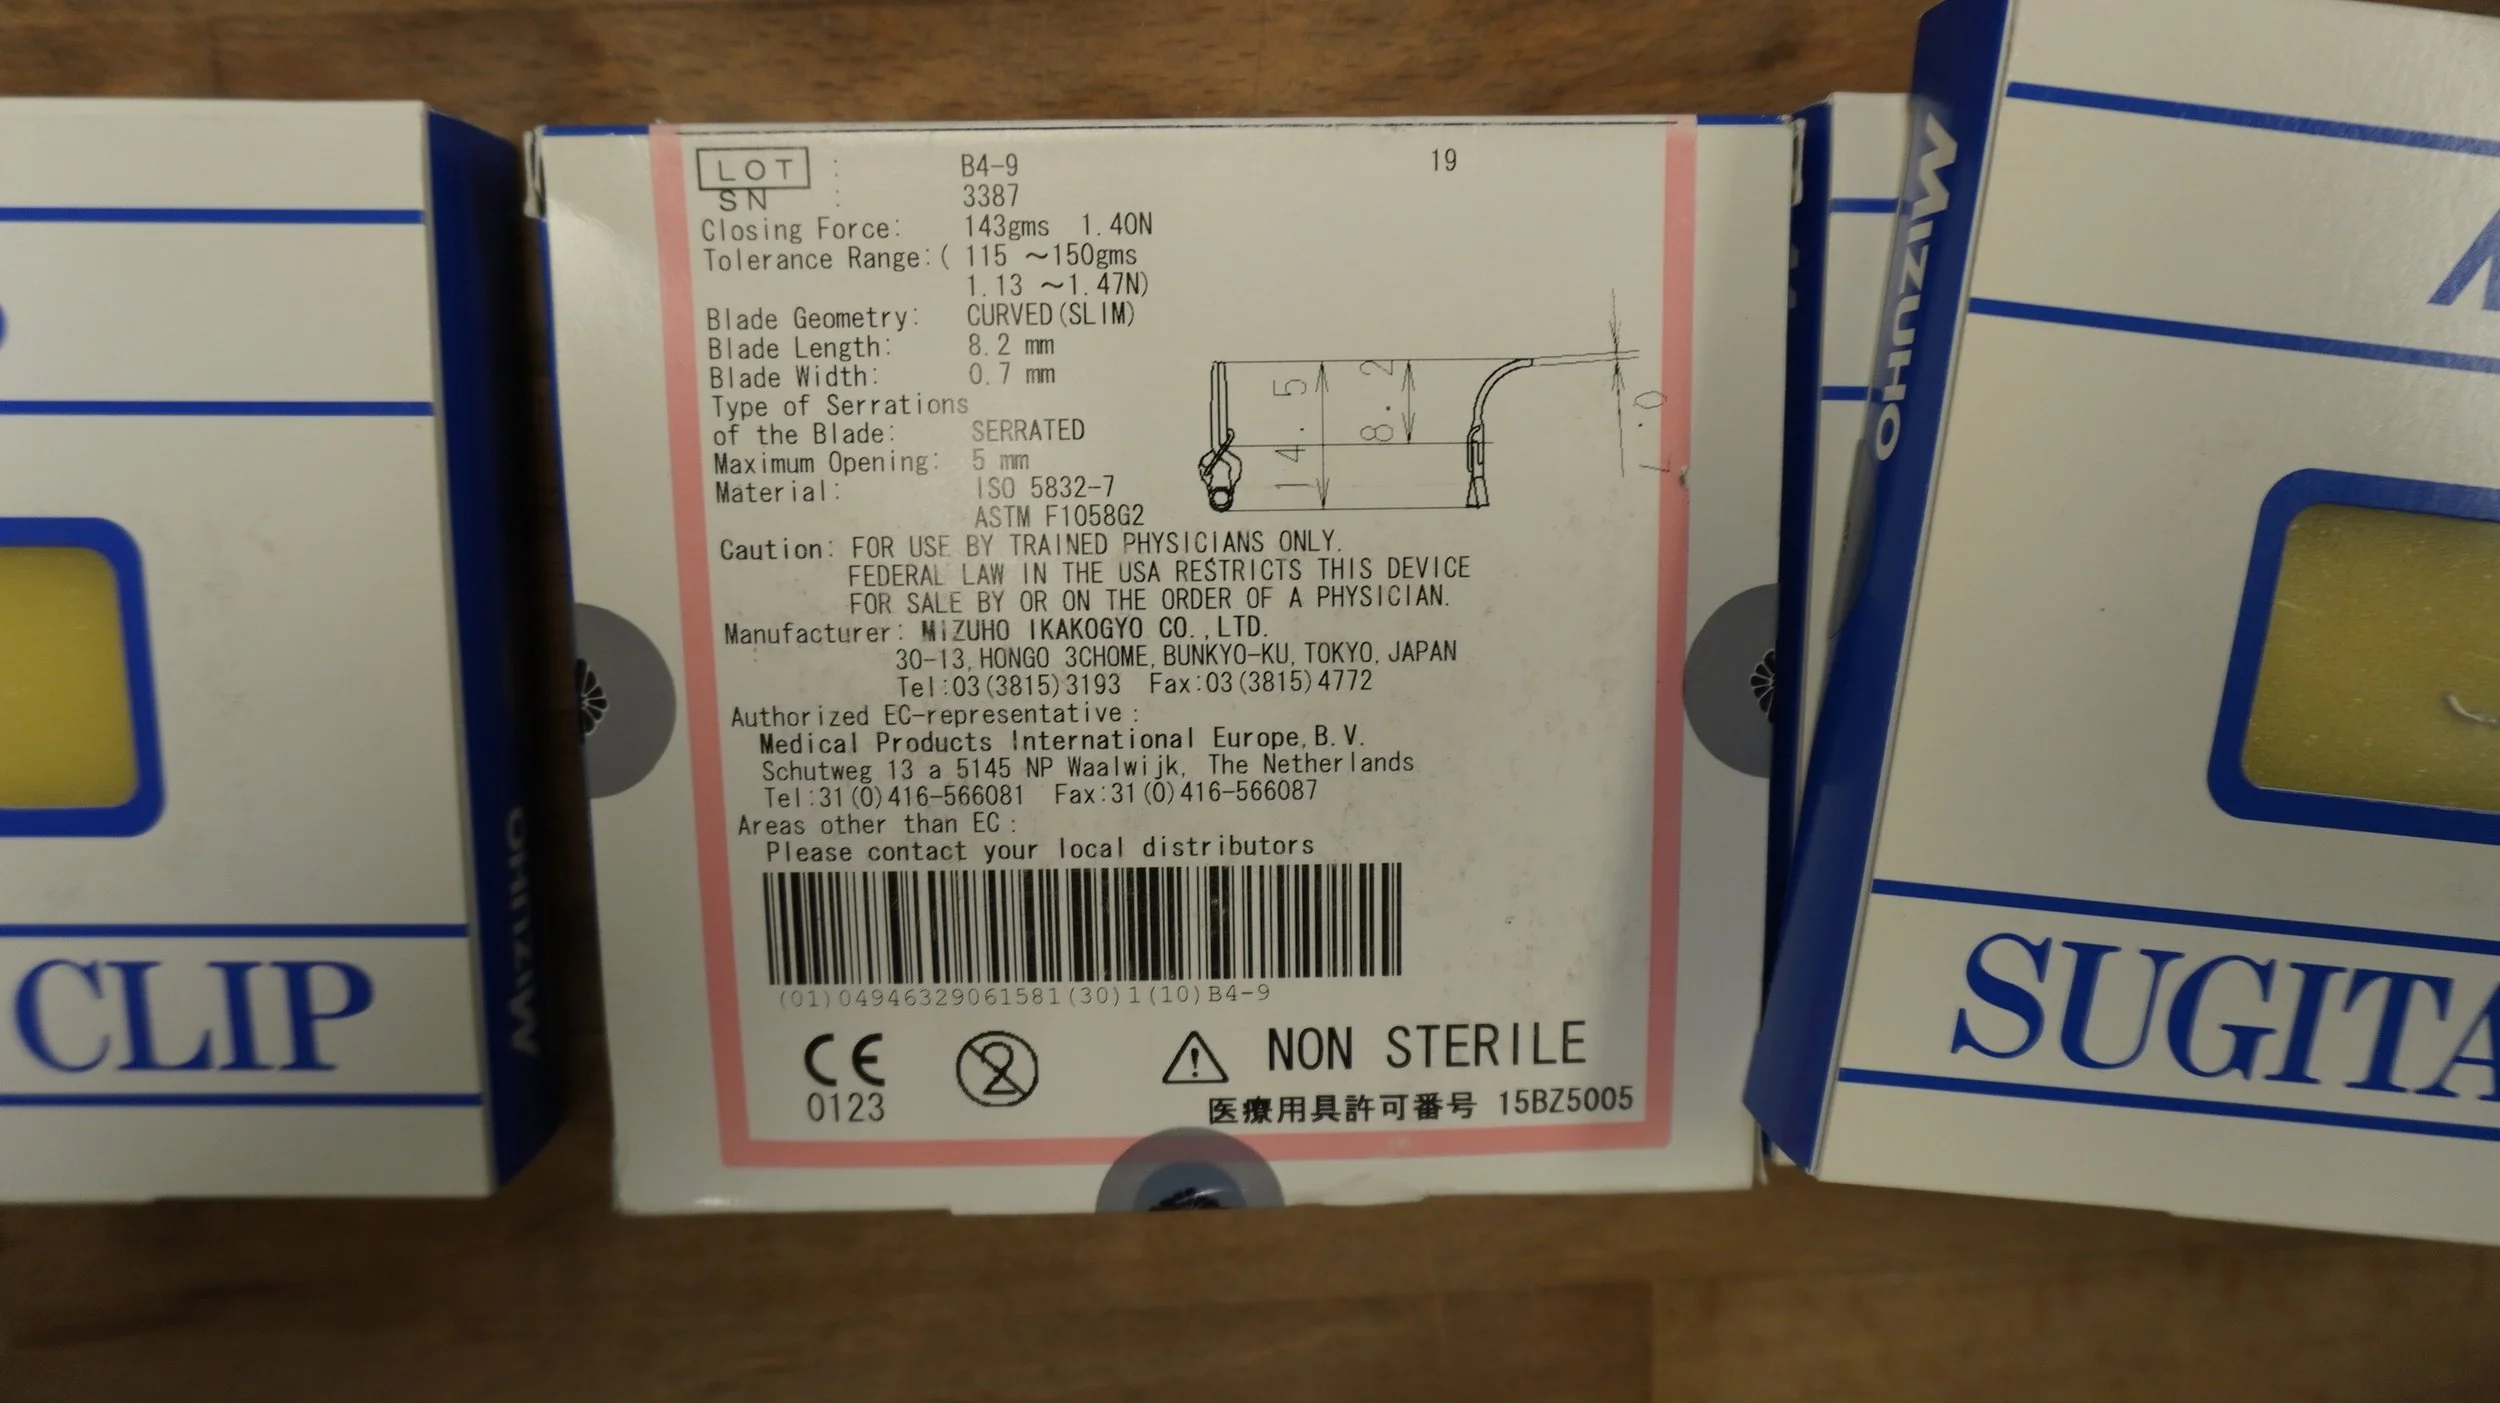 LOT : B4-9 19
SN : 3387
Closing Force: 143gms 1.40N
Tolerance Range:( 115 ～150gms
1.13 ～1.47N)
Blade Geometry: CURVED(SLIM)
Blade Length: 8.2 mm
Blade Width: 0.7 mm
Type of Serrations
of the Blade: SERRATED
Maximum Opening: 5 mm
Material: ISO 5832-7
ASTM F1058G2
14.5
8.2
Caution: FOR USE BY TRAINED PHYSICIANS ONLY.
FEDERAL LAW IN THE USA RESTRICTS THIS DEVICE
FOR SALE BY OR ON THE ORDER OF A PHYSICIAN.
Manufacturer: MIZUHO IKAKOGYO CO.,LTD.
30-13,HONGO 3CHOME,BUNKYO-KU,TOKYO,JAPAN
Tel:03(3815)3193 Fax:03(3815)4772
Authorized EC-representative:
Medical Products International Europe,B.V.
Schutweg 13 a 5145 NP Waalwijk, The Netherlands
Tel:31(0)416-566081 Fax:31(0)416-566087
Areas other than EC:
Please contact your local distributors
(01)04946329061581(30)1(10)B4-9
CE
0123
2
NON STERILE
医療用具許可番号 15BZ5005
CLIP
MIZUHO
MIZUHO
SUGITA